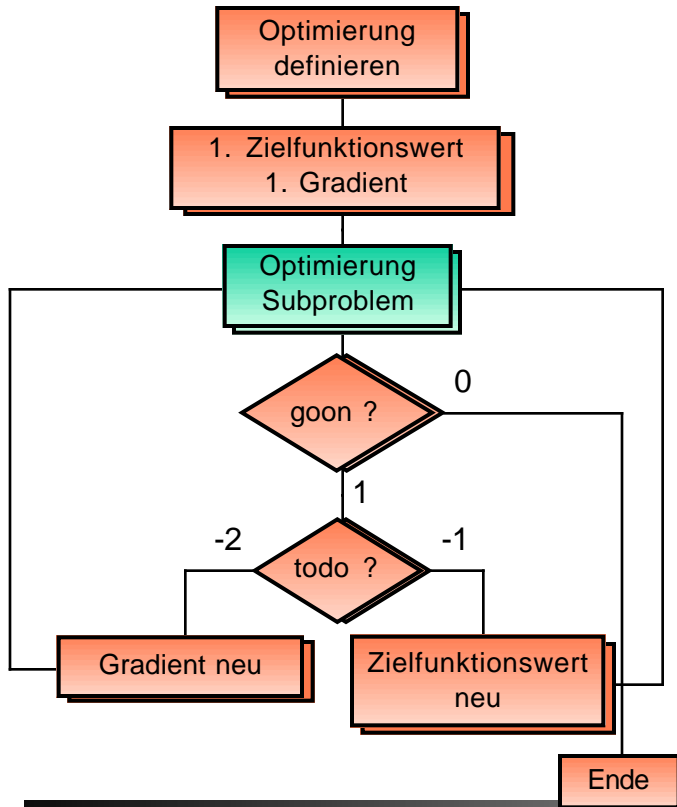 Optimierung
definieren
1. Zielfunktionswert
1. Gradient
Optimierung
Subproblem
0
goon ?
1
-2
-1
todo ?
Gradient neu
Zielfunktionswert
neu
Ende